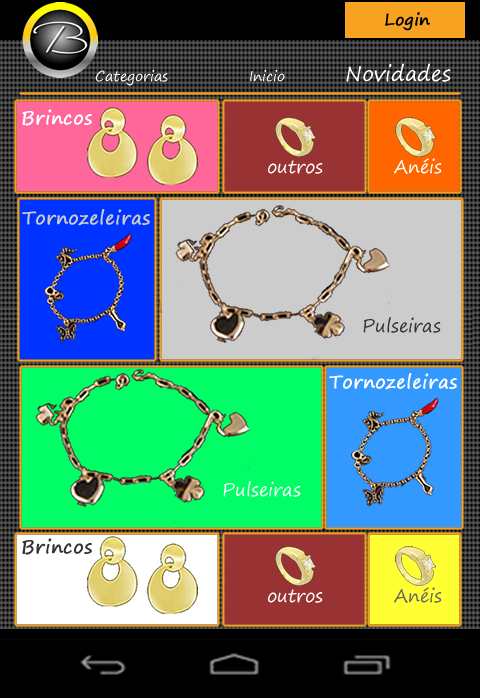 B
Login
Categorias
Inicio
Novidades
Brincos
outros
Anéis
Tornozeleiras
Pulseiras
Pulseiras
Tornozeleiras
Brincos
outros
Anéis